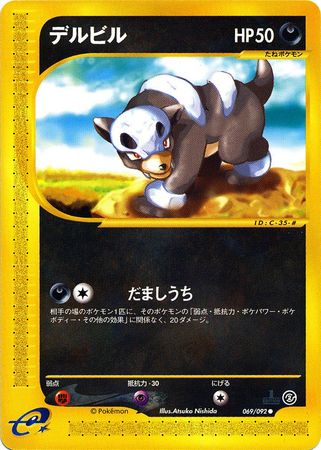 デルビル
HP50
たねポケモン
ID:C-35-#
だましうち
相手の場のポケモン1匹に、そのポケモンの「弱点・抵抗力・ポケパワー・ポケ
ボディー・その他の効果」に関係なく、20ダメージ。
弱点 抵抗力-30 にげる
©Pokémon Illus.Atsuko Nishida 069/092●